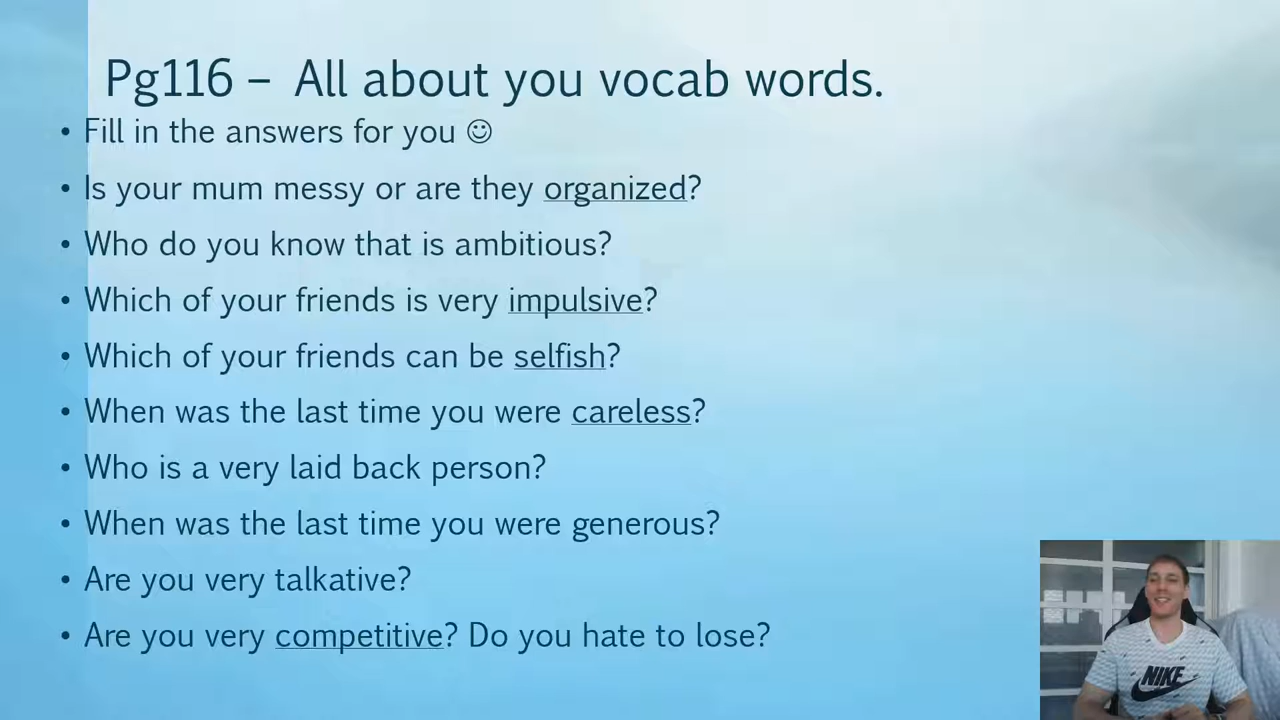 Pg116 – All about you vocab words.
• Fill in the answers for you ☺
• Is your mum messy or are they organized?
• Who do you know that is ambitious?
• Which of your friends is very impulsive?
• Which of your friends can be selfish?
• When was the last time you were careless?
• Who is a very laid back person?
• When was the last time you were generous?
• Are you very talkative?
• Are you very competitive? Do you hate to lose?
NIKE